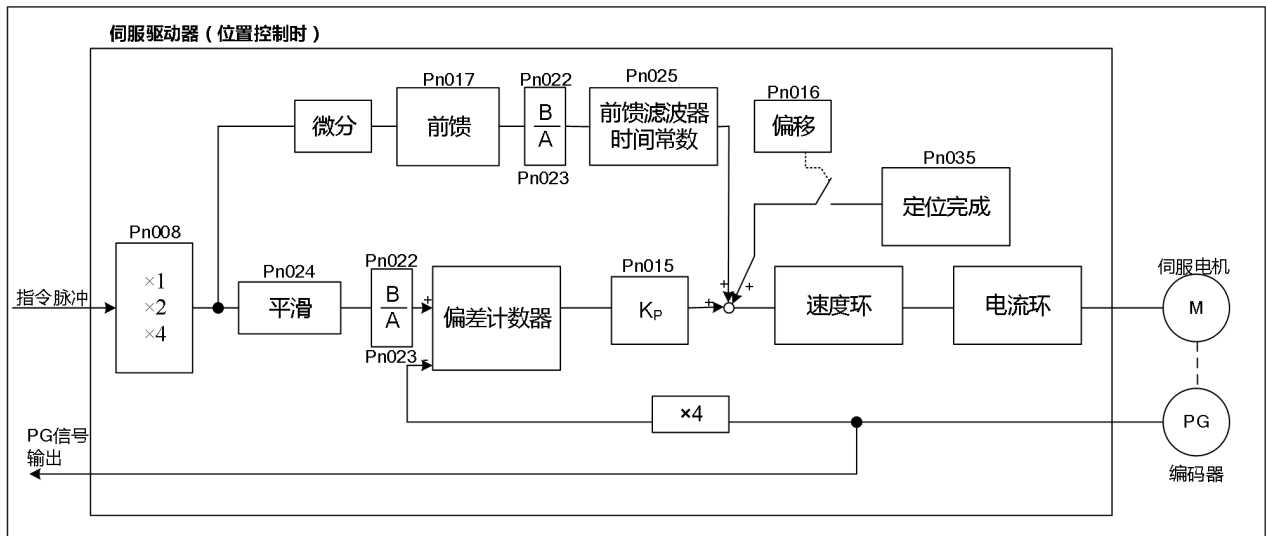 伺服驱动器（位置控制时）
Pn017
Pn022
Pn025
Pn016
微分
前馈
B
A
前馈滤波器
时间常数
偏移
Pn023
Pn035
定位完成
Pn008
×1
×2
×4
指令脉冲
Pn024
平滑
Pn022
B
A
Pn023
+
-
偏差计数器
Pn015
KP
+
+
+
速度环
电流环
伺服电机
M
×4
PG
编码器
PG信号
输出